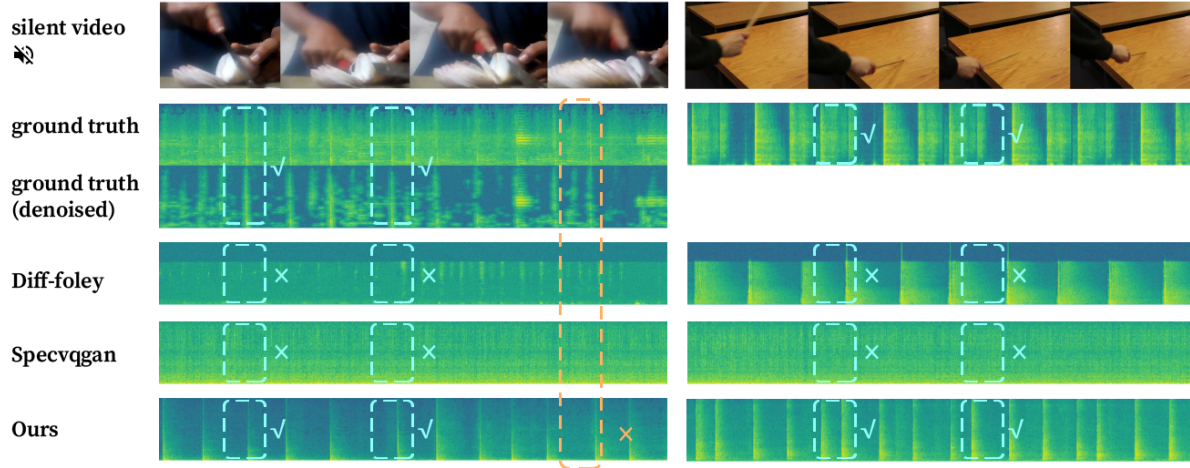 silent video
ground truth
√ √
ground truth
(denoised)
√ √
Diff-foley
× ×
× ×
Specvqgan
× ×
× ×
Ours
√ √ ×
√ √